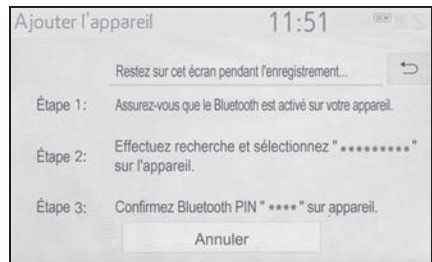 Ajouter l'appareil 11:51
Restez sur cet écran pendant l'enregistrement...
Étape 1: Assurez-vous que le Bluetooth est activé sur votre appareil.
Étape 2: Effectuez recherche et sélectionnez "*********"
sur l'appareil.
Étape 3: Confirmez Bluetooth PIN "****" sur appareil.
Annuler